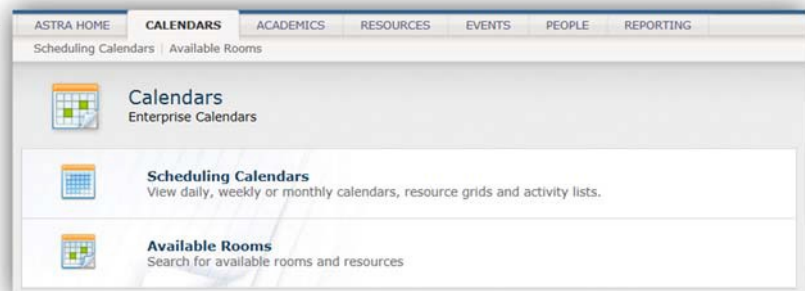 ASTRA HOME CALENDARS ACADEMICS RESOURCES EVENTS PEOPLE REPORTING
Scheduling Calendars | Available Rooms
Calendars
Enterprise Calendars
Scheduling Calendars
View daily, weekly or monthly calendars, resource grids and activity lists.
Available Rooms
Search for available rooms and resources